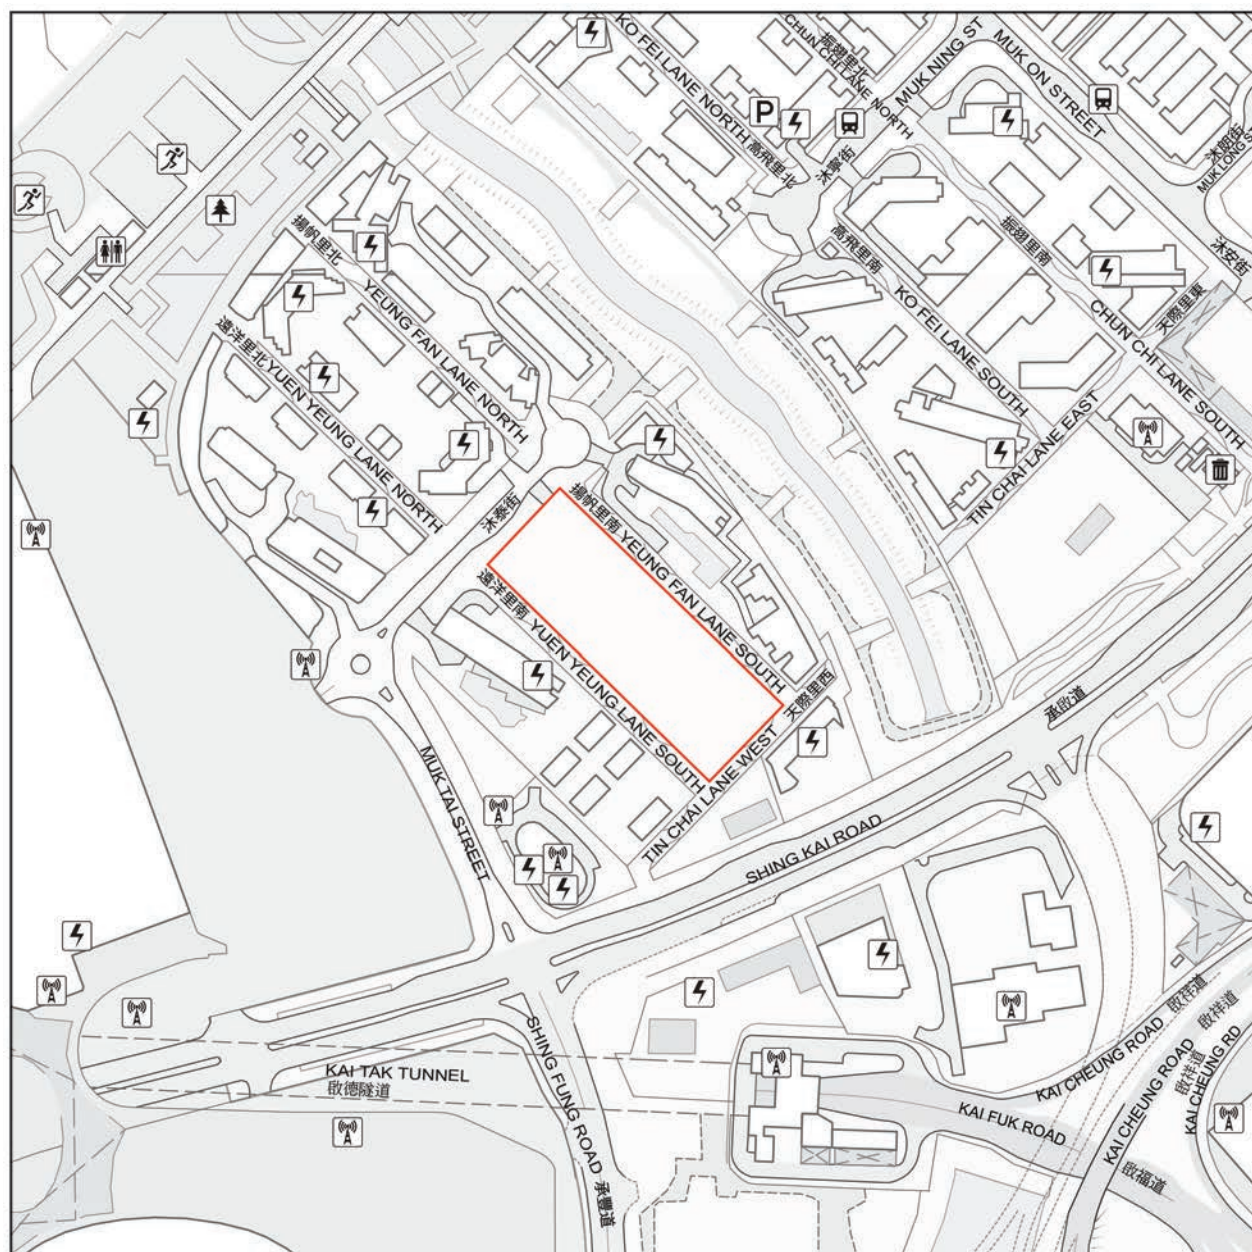 KO FEI LANE NORTH 高飛里北
振翅里北
CHUN CHI LANE NORTH
MUK NING ST
沐寧街
MUK ON STREET
沐朗街
MUK LONG ST
沐安街
揚帆里北
YEUNG FAN LANE NORTH
遠洋里北 YUEN YEUNG LANE NORTH
高飛里南
KO FEI LANE SOUTH
振翅里南
CHUN CHI LANE SOUTH
天際里東
TIN CHAI LANE EAST
沐泰街
揚帆里南 YEUNG FAN LANE SOUTH
遠洋里南 YUEN YEUNG LANE SOUTH
TIN CHAI LANE WEST 天際里西
承啟道
MUK TAI STREET
SHING KAI ROAD
KAI TAK TUNNEL
啟德隧道
SHING FUNG ROAD 承豐道
KAI CHEUNG ROAD 啟祥道
KAI CHEUNG ROAD 啟祥道
啟祥道
KAI CHEUNG RD
KAI FUK ROAD
啟福道
P
A
A
A
A
A
A
A
A
A
A
A